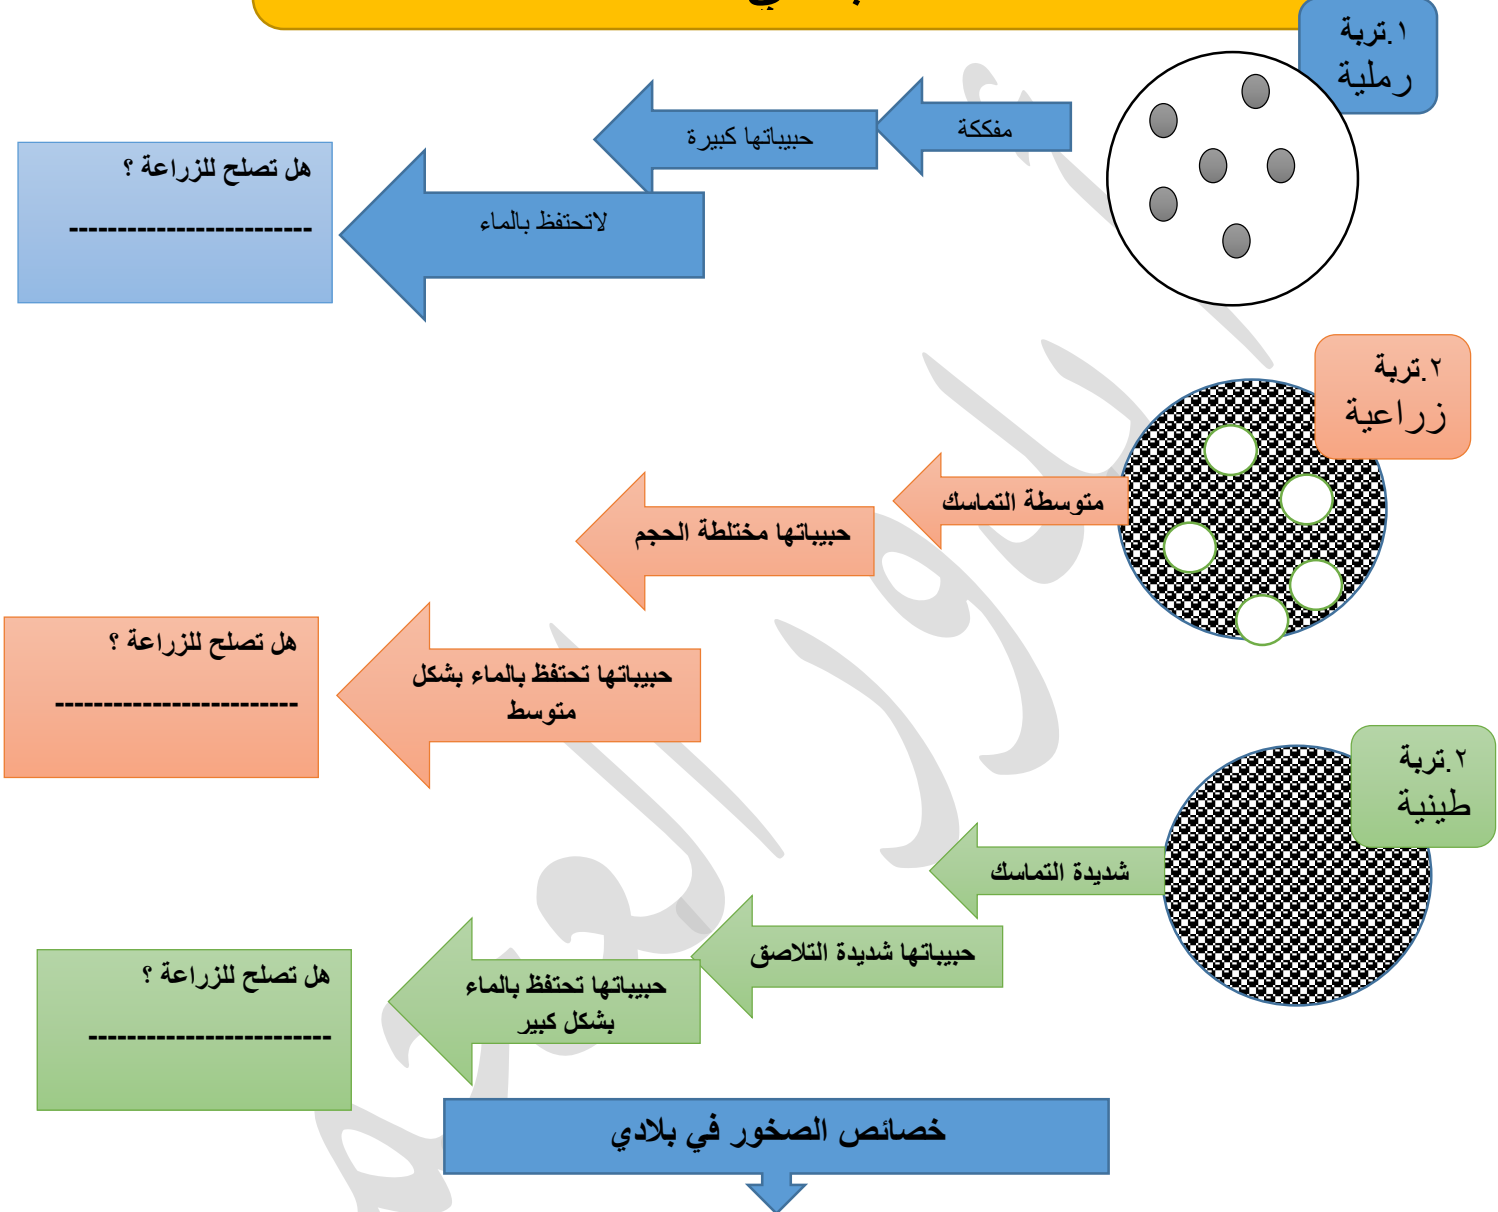 ١.تربة
رملية
مفككة
حبيباتها كبيرة
لاتحتفظ بالماء
هل تصلح للزراعة ؟
-------------------------
٢.تربة
زراعية
متوسطة التماسك
حبيباتها مختلطة الحجم
حبيباتها تحتفظ بالماء بشكل
متوسط
هل تصلح للزراعة ؟
-------------------------
٢.تربة
طينية
شديدة التماسك
حبيباتها شديدة التلاصق
حبيباتها تحتفظ بالماء
بشكل كبير
هل تصلح للزراعة ؟
-------------------------
خصائص الصخور في بلادي